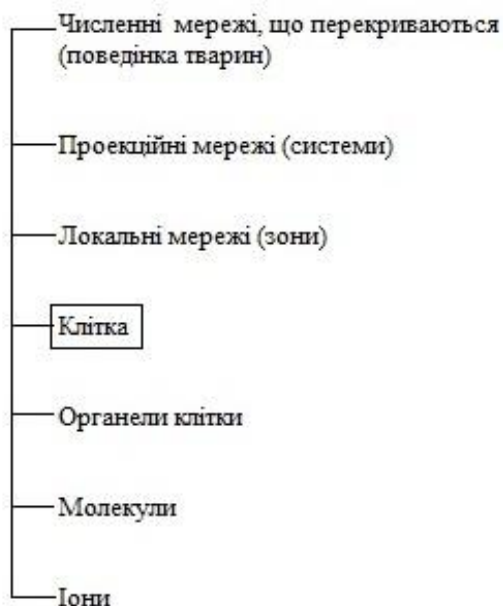 Численні мережі, що перекриваються
(поведінка тварин)
Проекційні мережі (системи)
Локальні мережі (зони)
Клітка
Органели клітки
Молекули
Іони